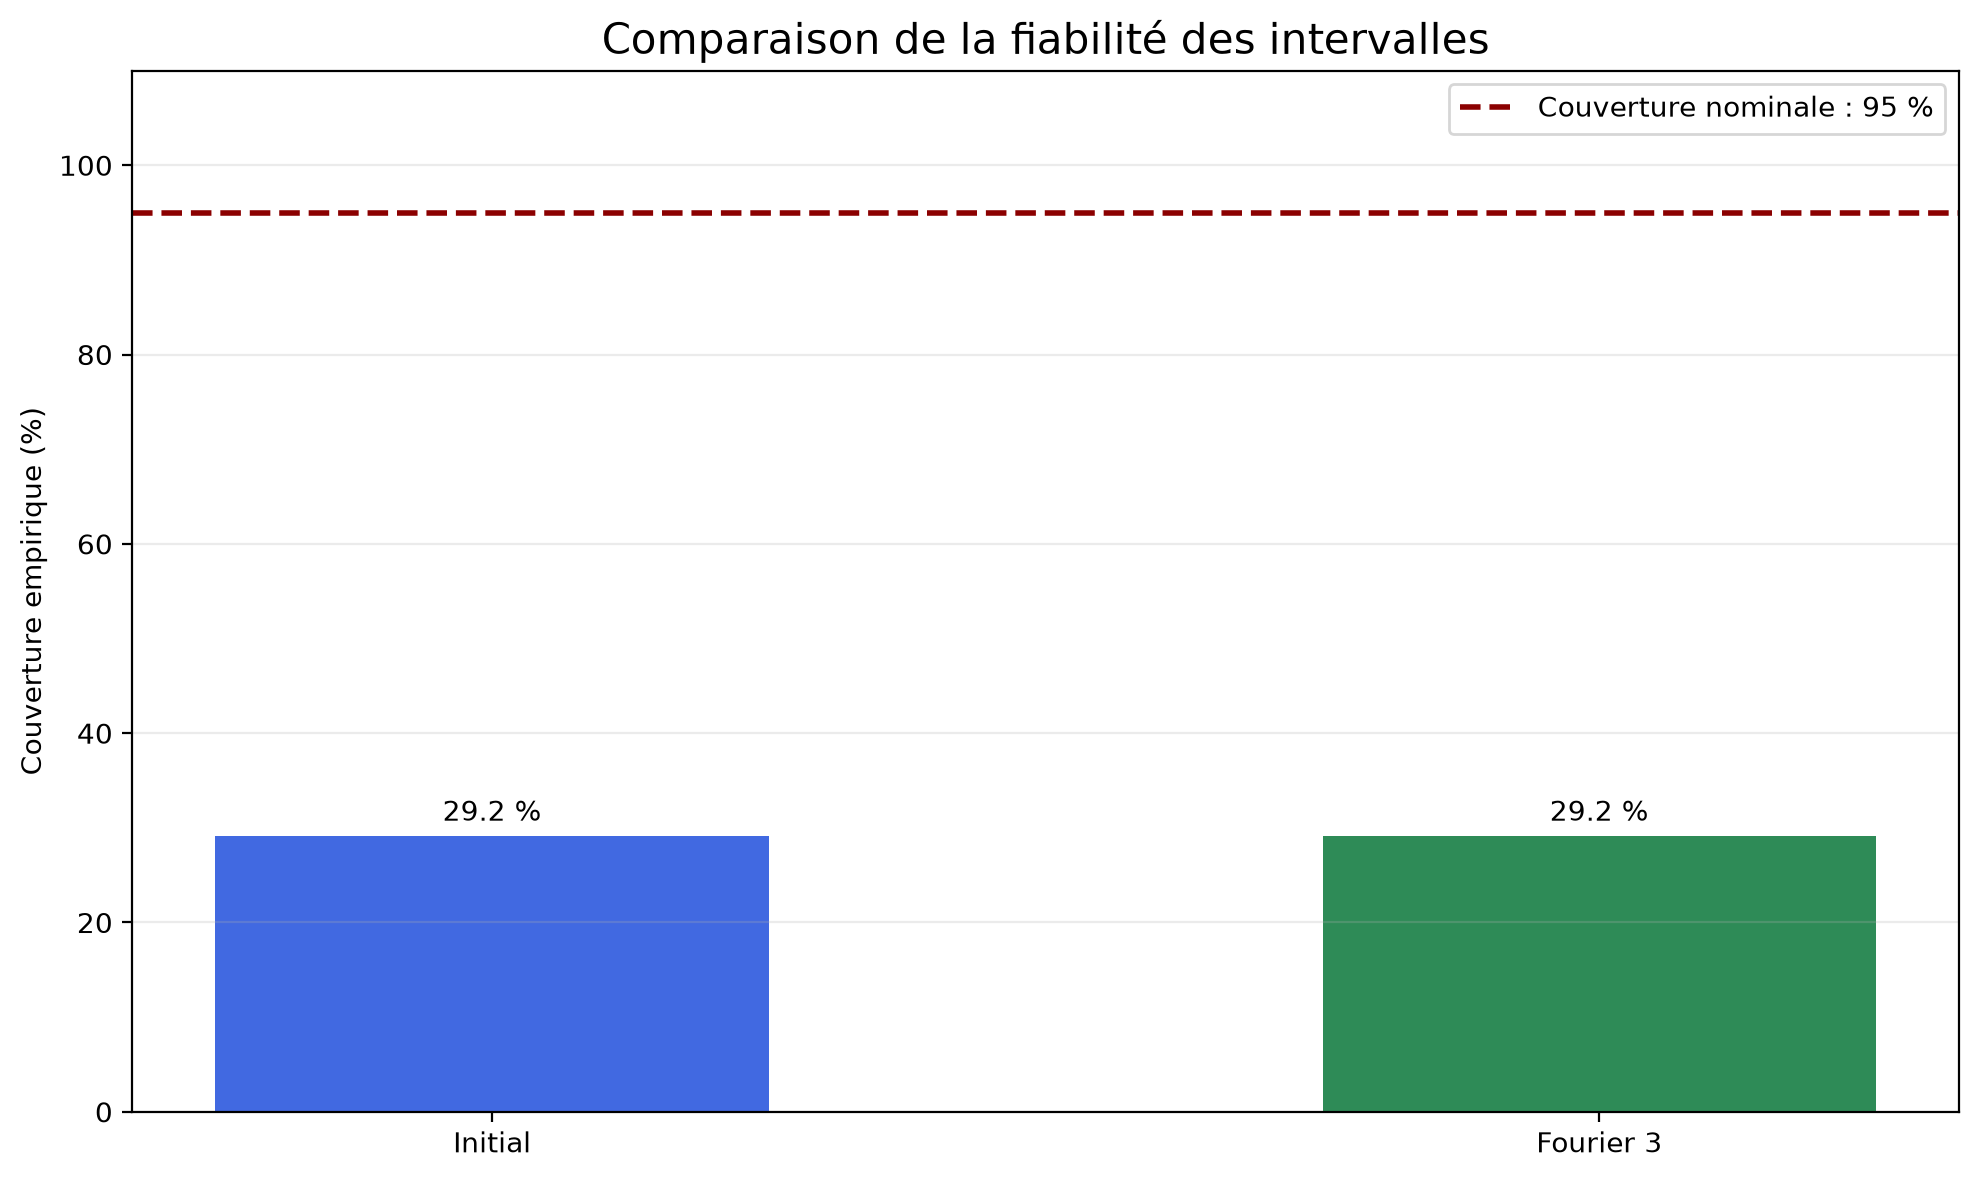 Comparaison de la fiabilité des intervalles
Couverture nominale : 95 %
Couverture empirique (%)
100
80
60
40
20
0
29.2 %
29.2 %
Initial
Fourier 3